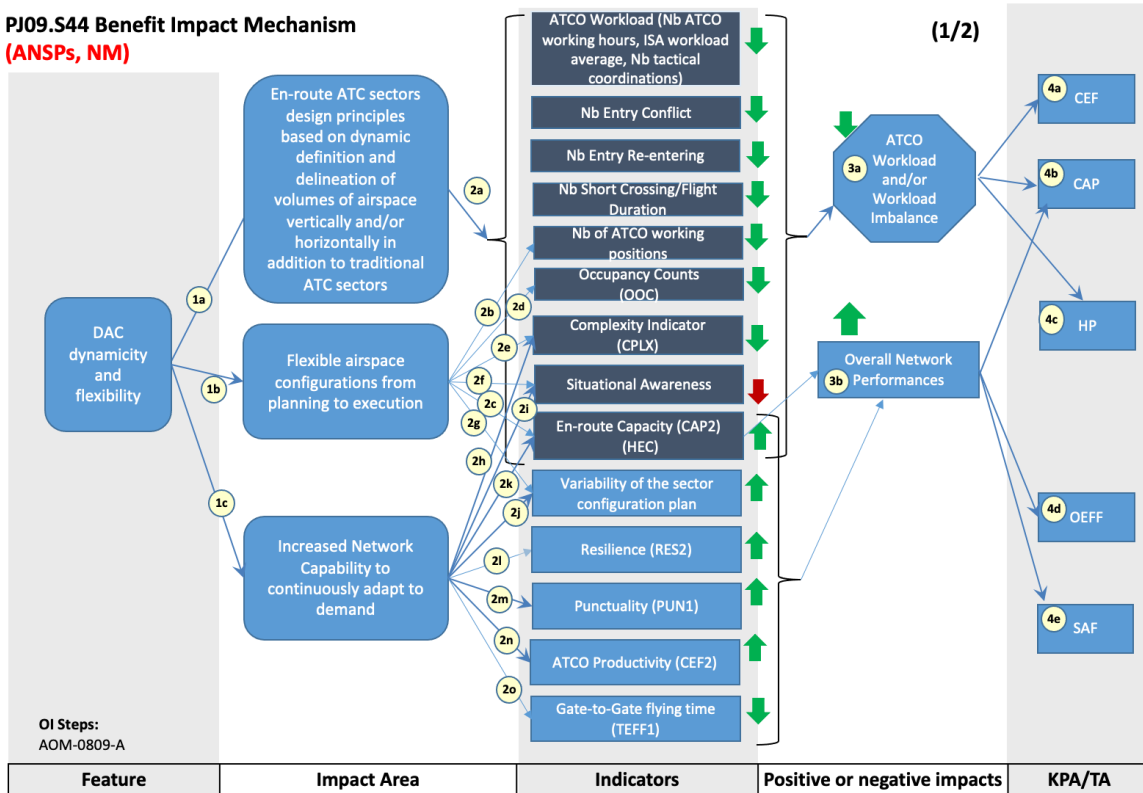 PJ09.S44 Benefit Impact Mechanism
(ANSPs, NM)
(1/2)
DAC
dynamicity
and
flexibility
1a
1b
1c
En-route ATC sectors
design principles
based on dynamic
definition and
delineation of
volumes of airspace
vertically and/or
horizontally in
addition to traditional
ATC sectors
Flexible airspace
configurations from
planning to execution
Increased Network
Capability to
continuously adapt to
demand
2a
2b
2d
2e
2f
2c
2i
2g
2h
2k
2j
2l
2m
2n
2o
ATCO Workload (Nb ATCO
working hours, ISA workload
average, Nb tactical
coordinations)
Nb Entry Conflict
Nb Entry Re-entering
Nb Short Crossing/Flight
Duration
Nb of ATCO working
positions
Occupancy Counts
(OOC)
Complexity Indicator
(CPLX)
Situational Awareness
En-route Capacity (CAP2)
(HEC)
Variability of the sector
configuration plan
Resilience (RES2)
Punctuality (PUN1)
ATCO Productivity (CEF2)
Gate-to-Gate flying time
(TEFF1)
3a
ATCO
Workload
and/or
Workload
Imbalance
3b
Overall Network
Performances
4a
CEF
4b
CAP
4c
HP
4d
OEFF
4e
SAF
OI Steps:
AOM-0809-A
Feature
Impact Area
Indicators
Positive or negative impacts
KPA/TA